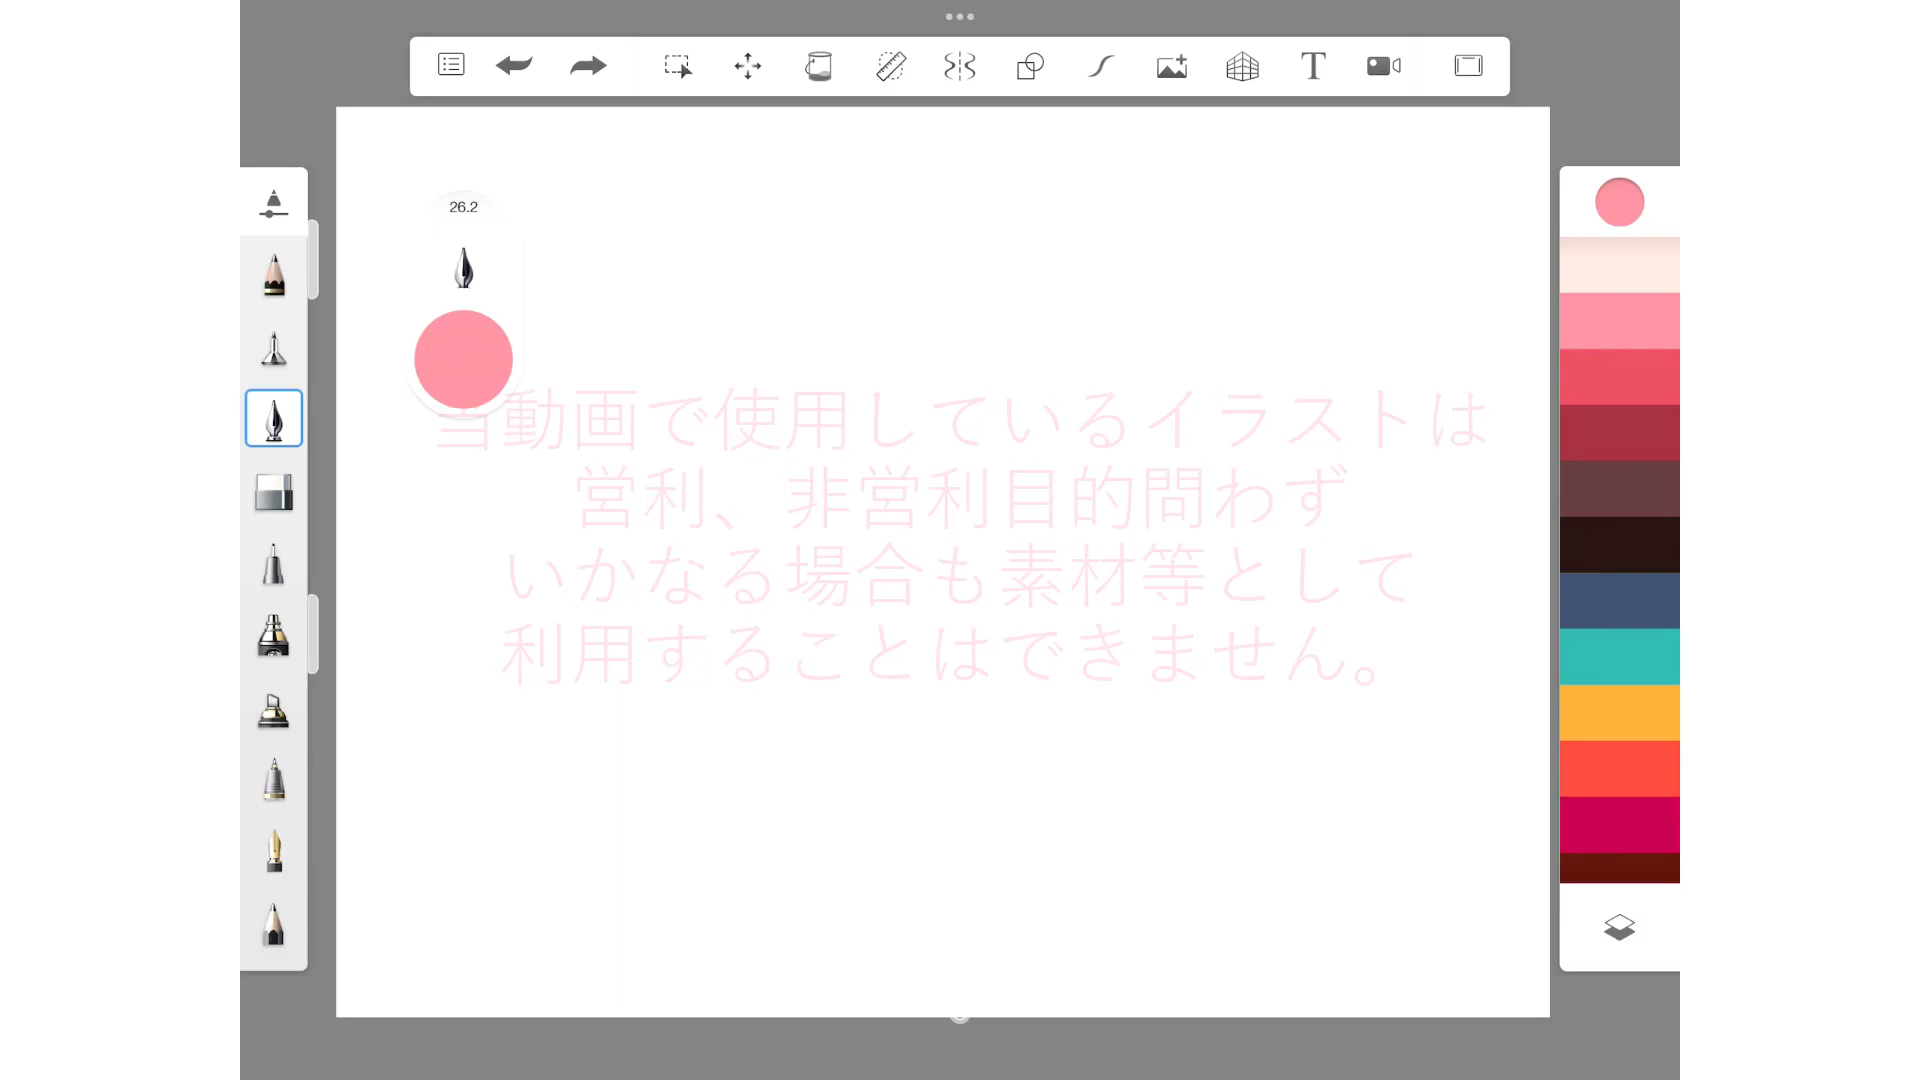 26.2
当動画で使用しているイラストは
営利、非営利目的問わず
いかなる場合も素材等として
利用することはできません。